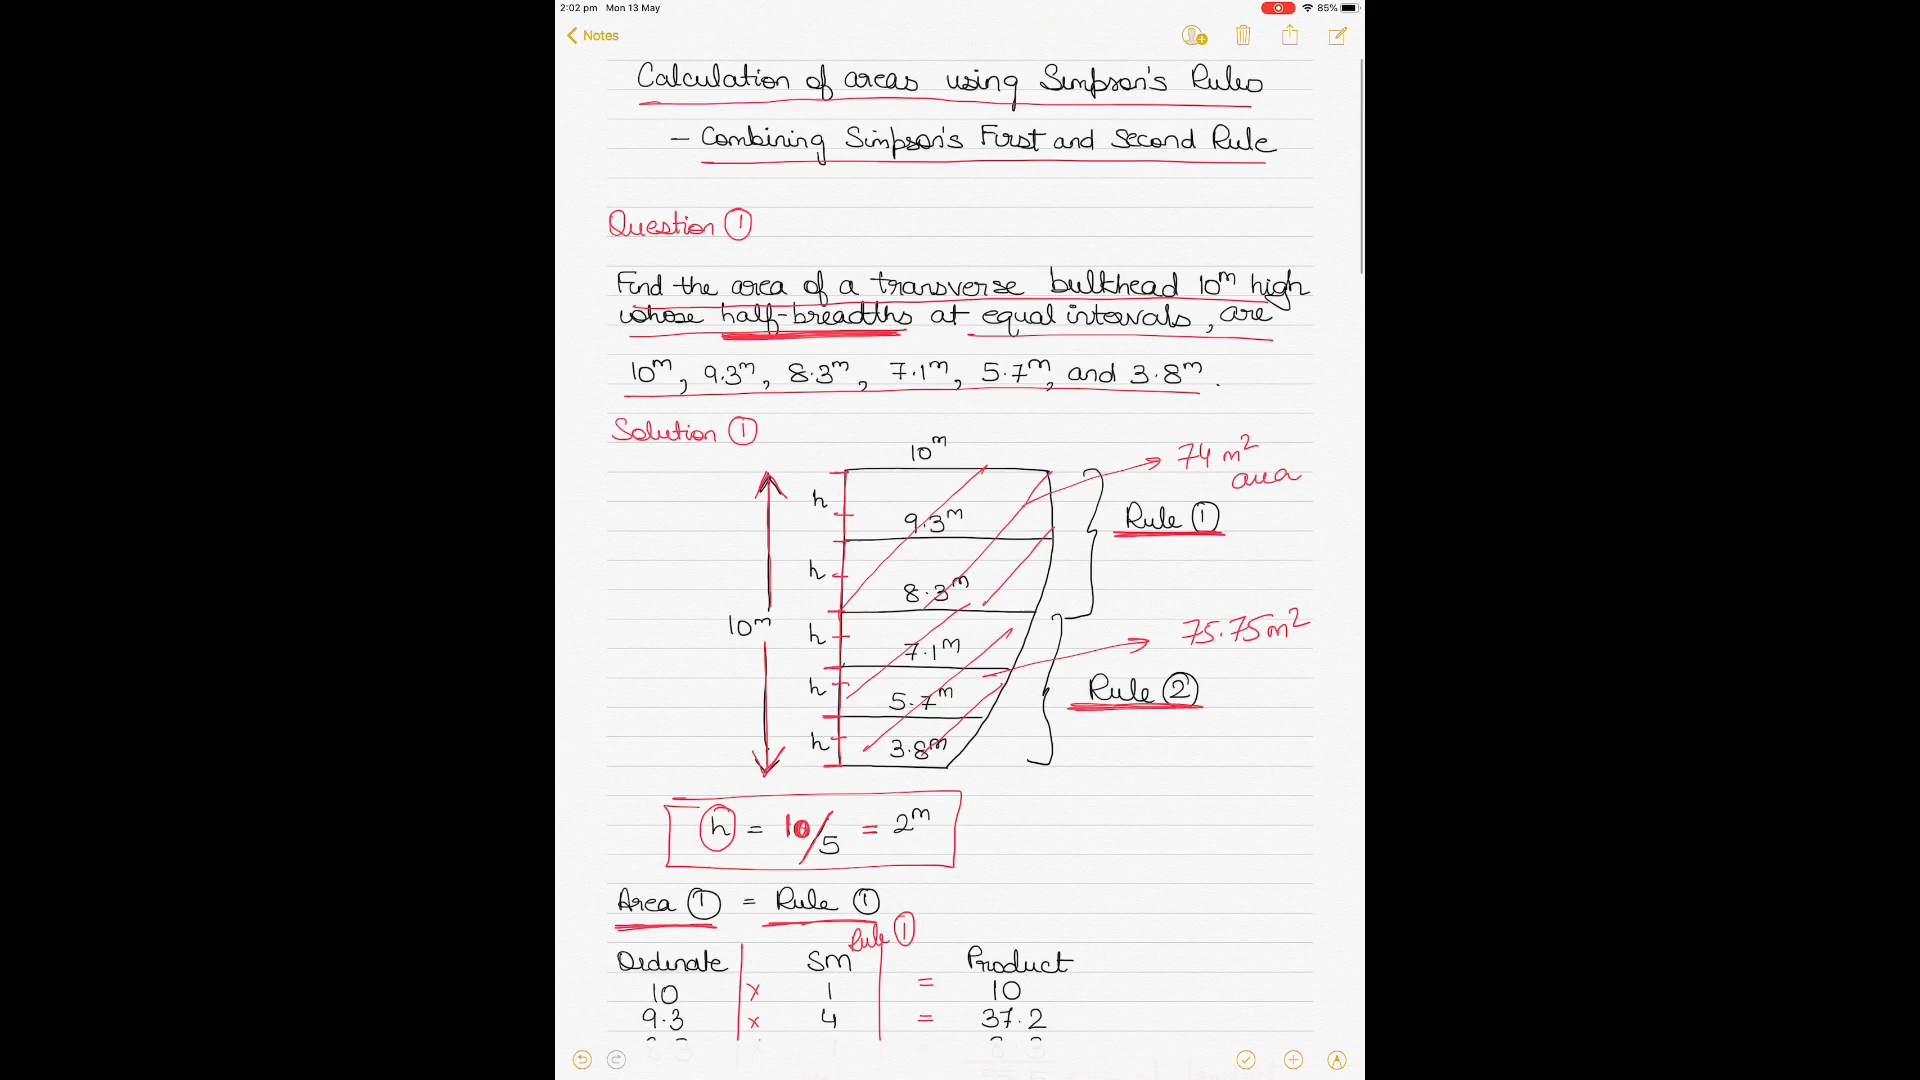 2:02 pm Mon 13 May
85%
Notes
Calculation of areas using Simpson's Rules
- Combining Simpson's First and Second Rule
Question ①
Find the area of a transverse bulkhead 10m high
whose half-breadths at equal intervals, are
10m, 9.3m, 8.3m, 7.1m, 5.7m, and 3.8m.
Solution ①
10m
74 m²
area
h
9.3m
Rule ①
h
8.3m
10m
h
7.1m
75.75m²
h
5.7m
Rule ②
h
3.8m
h = 10/5 = 2m
Area ① = Rule ①
Rule ①
Ordinate SM Product
10 x 1 = 10
9.3 x 4 = 37.2